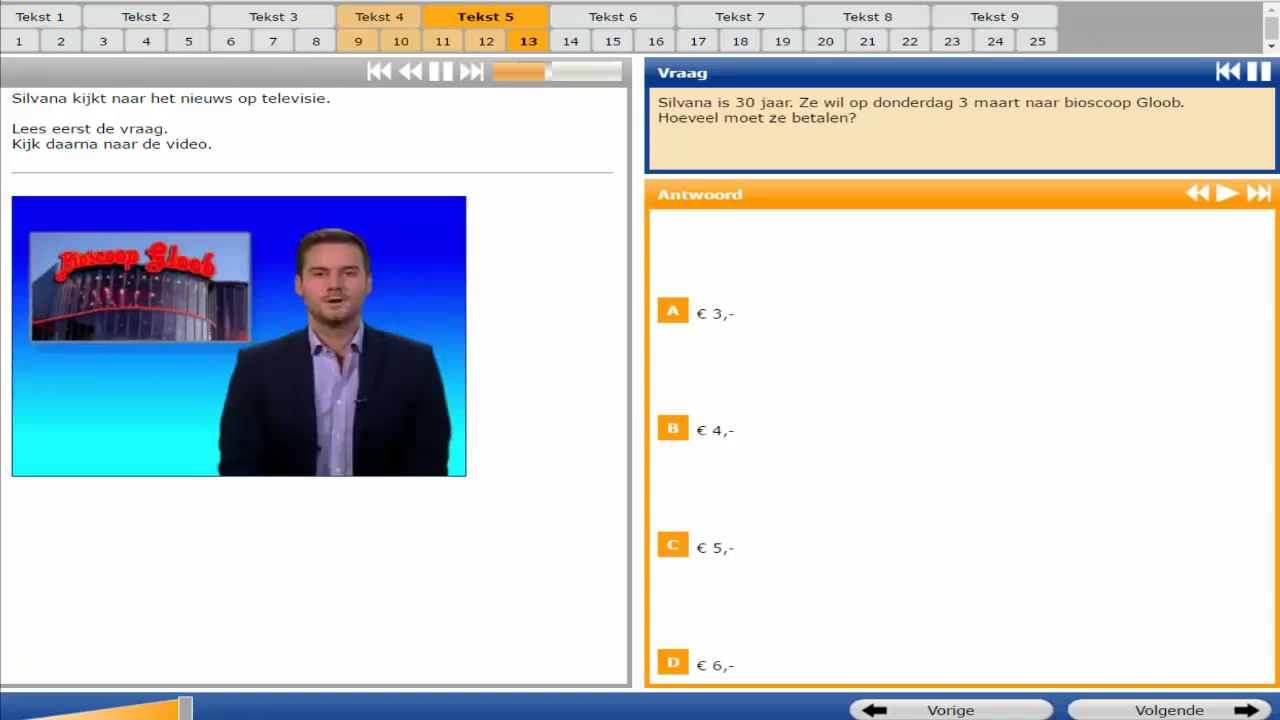 Tekst 1 Tekst 2 Tekst 3 Tekst 4 Tekst 5 Tekst 6 Tekst 7 Tekst 8 Tekst 9
1 2 3 4 5 6 7 8 9 10 11 12 13 14 15 16 17 18 19 20 21 22 23 24 25
Silvana kijkt naar het nieuws op televisie.
Lees eerst de vraag.
Kijk daarna naar de video.
Bioscoop Gloob
Vraag
Silvana is 30 jaar. Ze wil op donderdag 3 maart naar bioscoop Gloob.
Hoeveel moet ze betalen?
Antwoord
A € 3,-
B € 4,-
C € 5,-
D € 6,-
Vorige Volgende